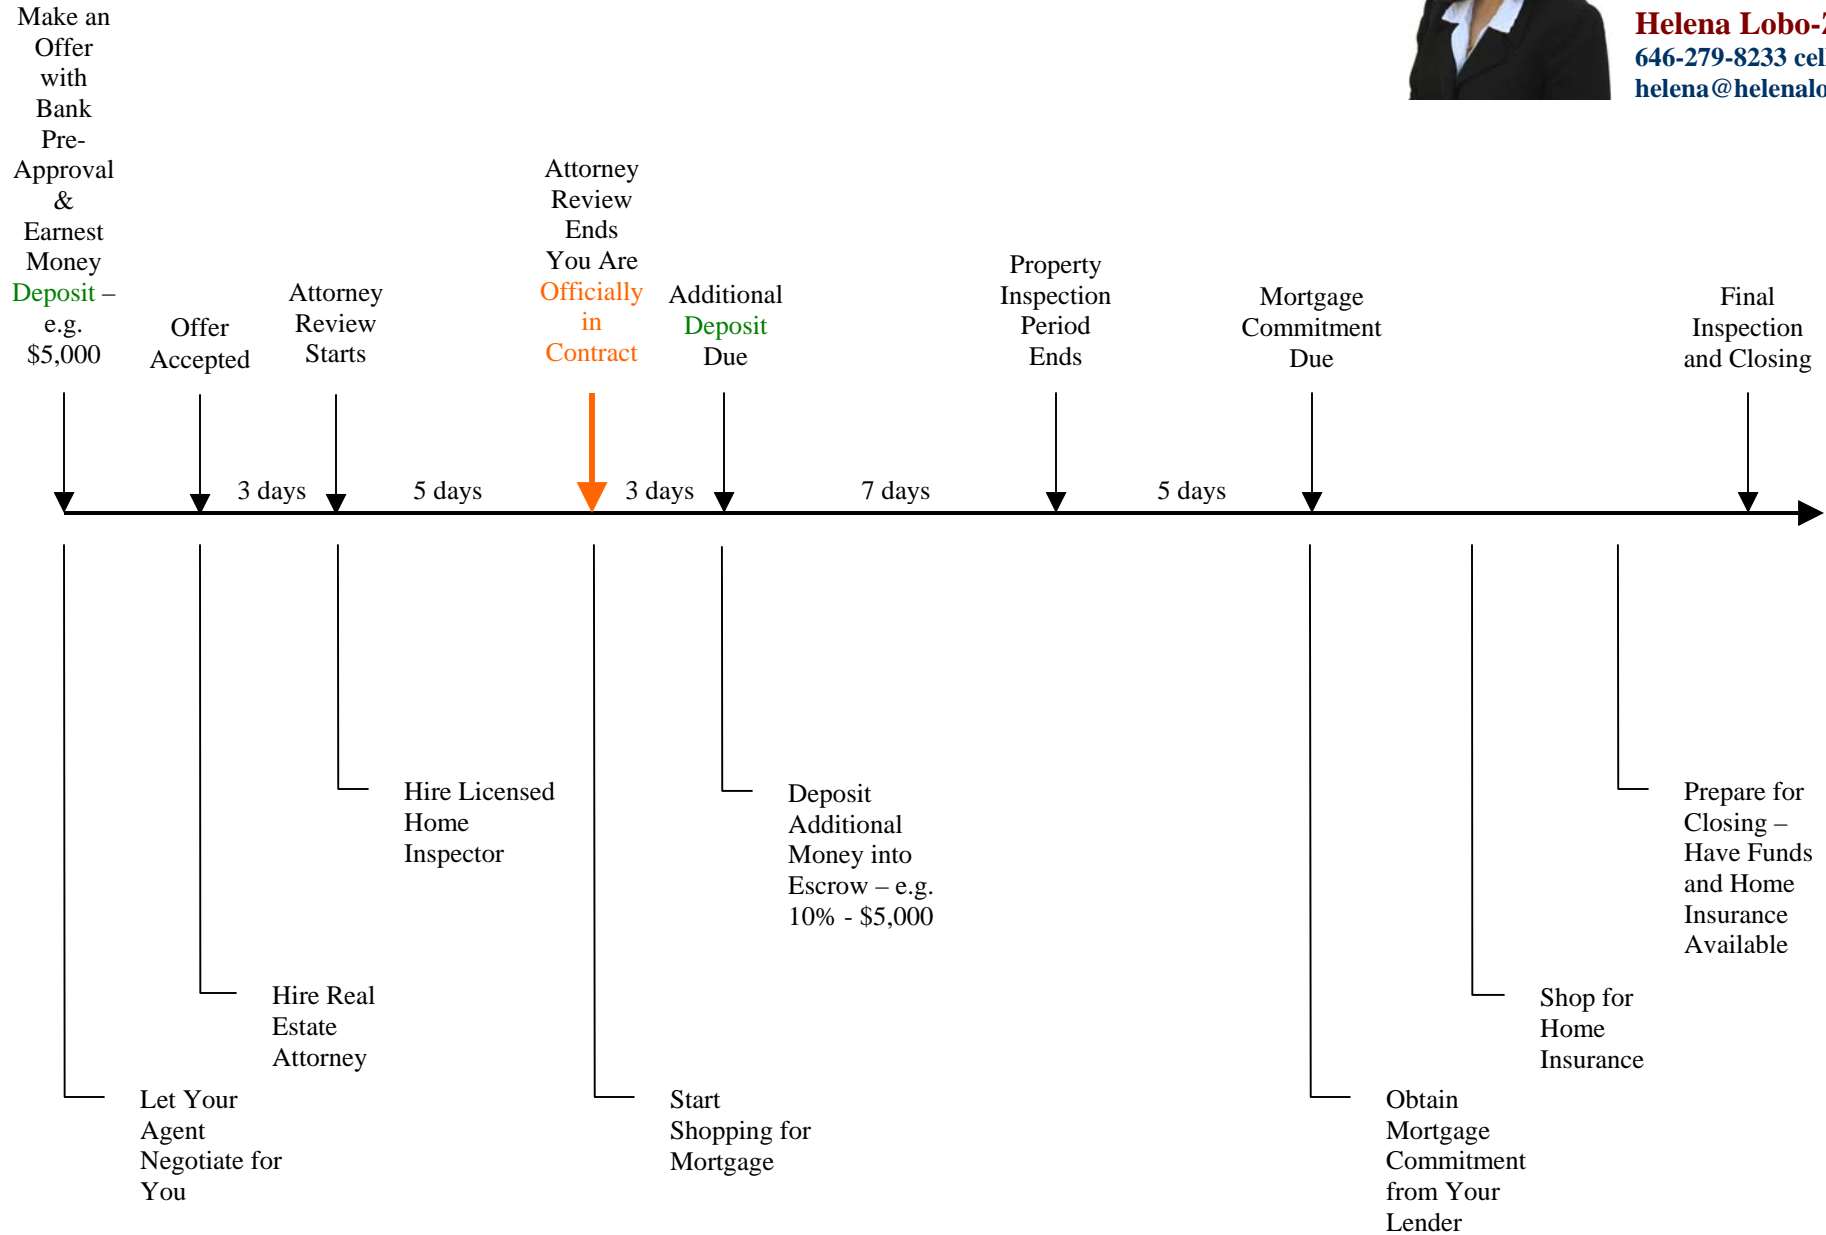 Make an
Offer
with
Bank
Pre-
Approval
&
Earnest
Money
Deposit –
e.g.
$5,000
Offer
Accepted
Attorney
Review
Starts
Attorney
Review
Ends
You Are
Officially
in
Contract
Additional
Deposit
Due
Property
Inspection
Period
Ends
Mortgage
Commitment
Due
Final
Inspection
and Closing
Helena
646-279-8233
3 days
5 days
3 days
7 days
5 days
Let Your
Agent
Negotiate for
You
Hire Real
Estate
Attorney
Hire Licensed
Home
Inspector
Start
Shopping for
Mortgage
Deposit
Additional
Money into
Escrow – e.g.
10% - $5,000
Obtain
Mortgage
Commitment
from Your
Lender
Shop for
Home
Insurance
Prepare for
Closing –
Have Funds
and Home
Insurance
Available